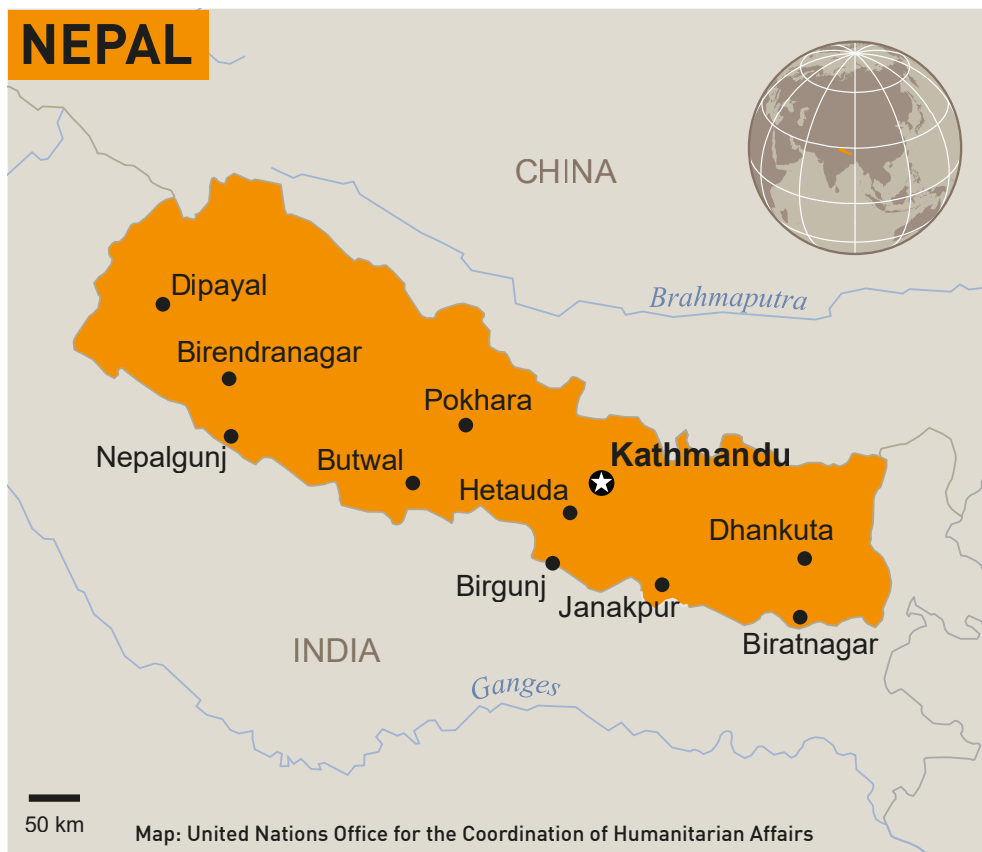 NEPAL
CHINA
Brahmaputra
Dipayal
Birendranagar
Pokhara
Nepalgunj
Butwal
Kathmandu
Hetauda
Dhankuta
Birgunj
Janakpur
Biratnagar
INDIA
Ganges
50 km
Map: United Nations Office for the Coordination of Humanitarian Affairs